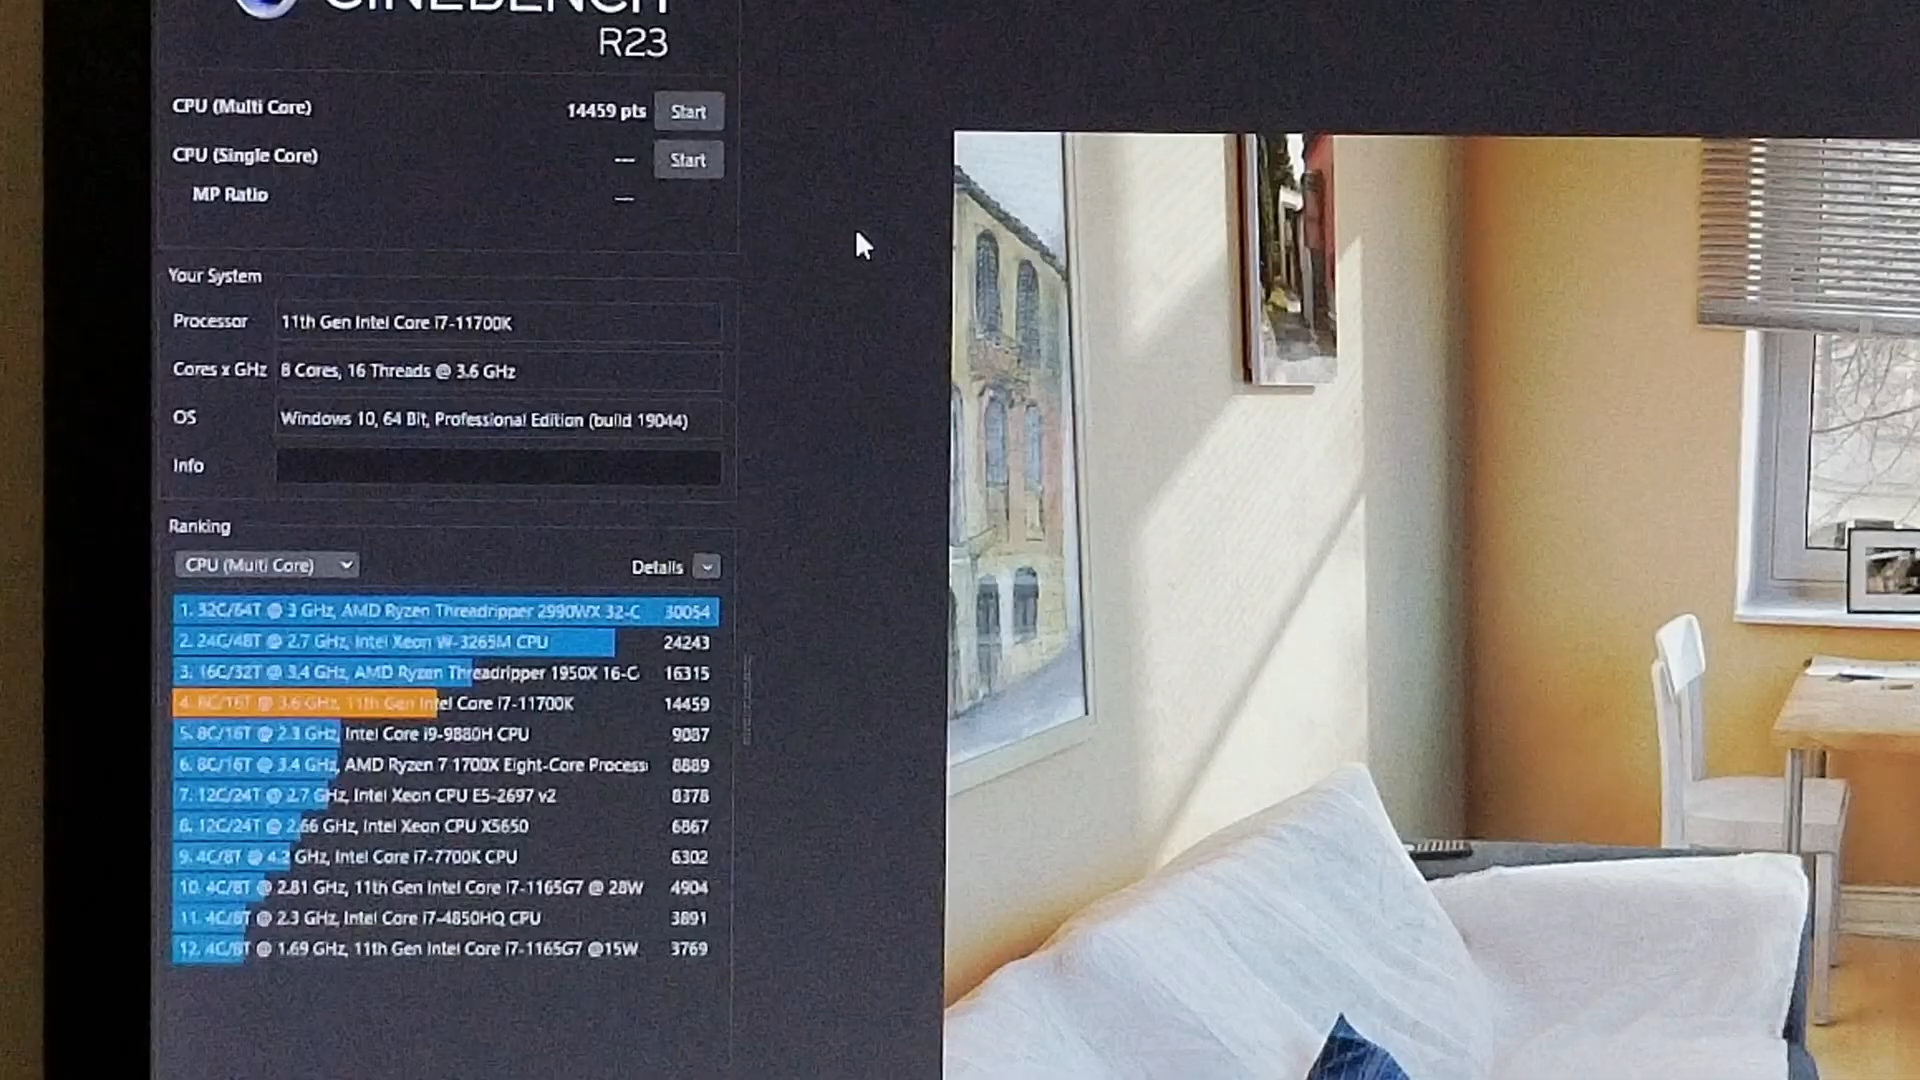 CINEBENCH
R23
CPU (Multi Core) 14459 pts Start
CPU (Single Core) --- Start
MP Ratio ---
Your System
Processor 11th Gen Intel Core i7-11700K
Cores x GHz 8 Cores, 16 Threads @ 3.6 GHz
OS Windows 10, 64 Bit, Professional Edition (build 19044)
Info
Ranking
CPU (Multi Core) Details
1. 32C/64T @ 3 GHz, AMD Ryzen Threadripper 2990WX 32-C 30054
2. 24C/48T @ 2.7 GHz, Intel Xeon W-3265M CPU 24243
3. 16C/32T @ 3.4 GHz, AMD Ryzen Threadripper 1950X 16-C 16315
4. 8C/16T @ 3.6 GHz, 11th Gen Intel Core i7-11700K 14459
5. 8C/16T @ 2.3 GHz, Intel Core i9-9880H CPU 9087
6. 8C/16T @ 3.4 GHz, AMD Ryzen 7 1700X Eight-Core Process 8889
7. 12C/24T @ 2.7 GHz, Intel Xeon CPU E5-2697 v2 8378
8. 12C/24T @ 2.66 GHz, Intel Xeon CPU X5650 6867
9. 4C/8T @ 4.2 GHz, Intel Core i7-7700K CPU 6302
10. 4C/8T @ 2.81 GHz, 11th Gen Intel Core i7-1165G7 @ 28W 4904
11. 4C/8T @ 2.3 GHz, Intel Core i7-4850HQ CPU 3891
12. 4C/8T @ 1.69 GHz, 11th Gen Intel Core i7-1165G7 @15W 3769